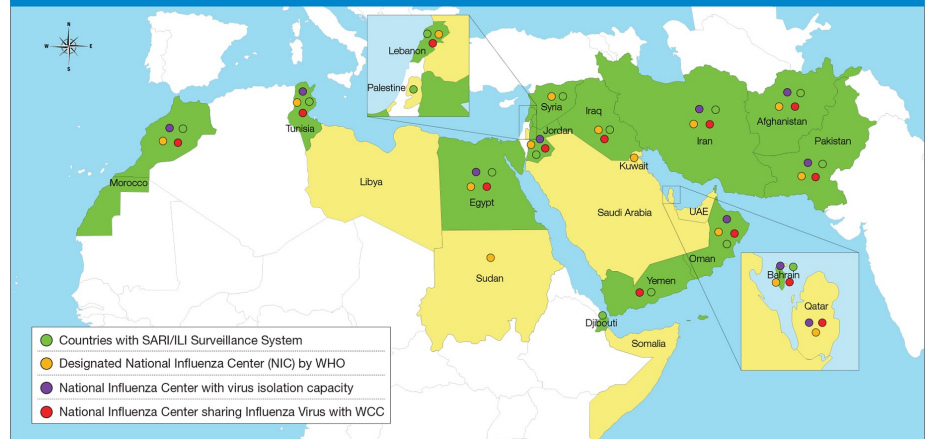 N
W E
S
Lebanon
Palestine
Syria
Iraq
Jordan
Iran
Afghanistan
Pakistan
Tunisia
Morocco
Libya
Egypt
Kuwait
Saudi Arabia
UAE
Oman
Sudan
Yemen
Djibouti
Somalia
Bahrain
Qatar
Countries with SARI/ILI Surveillance System
Designated National Influenza Center (NIC) by WHO
National Influenza Center with virus isolation capacity
National Influenza Center sharing Influenza Virus with WCC